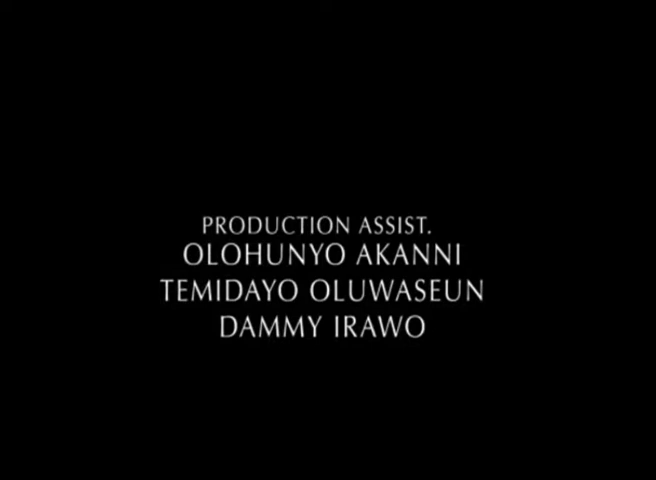 PRODUCTION ASSIST.
OLOHUNYO AKANNI
TEMIDAYO OLUWASEUN
DAMMY IRAWO